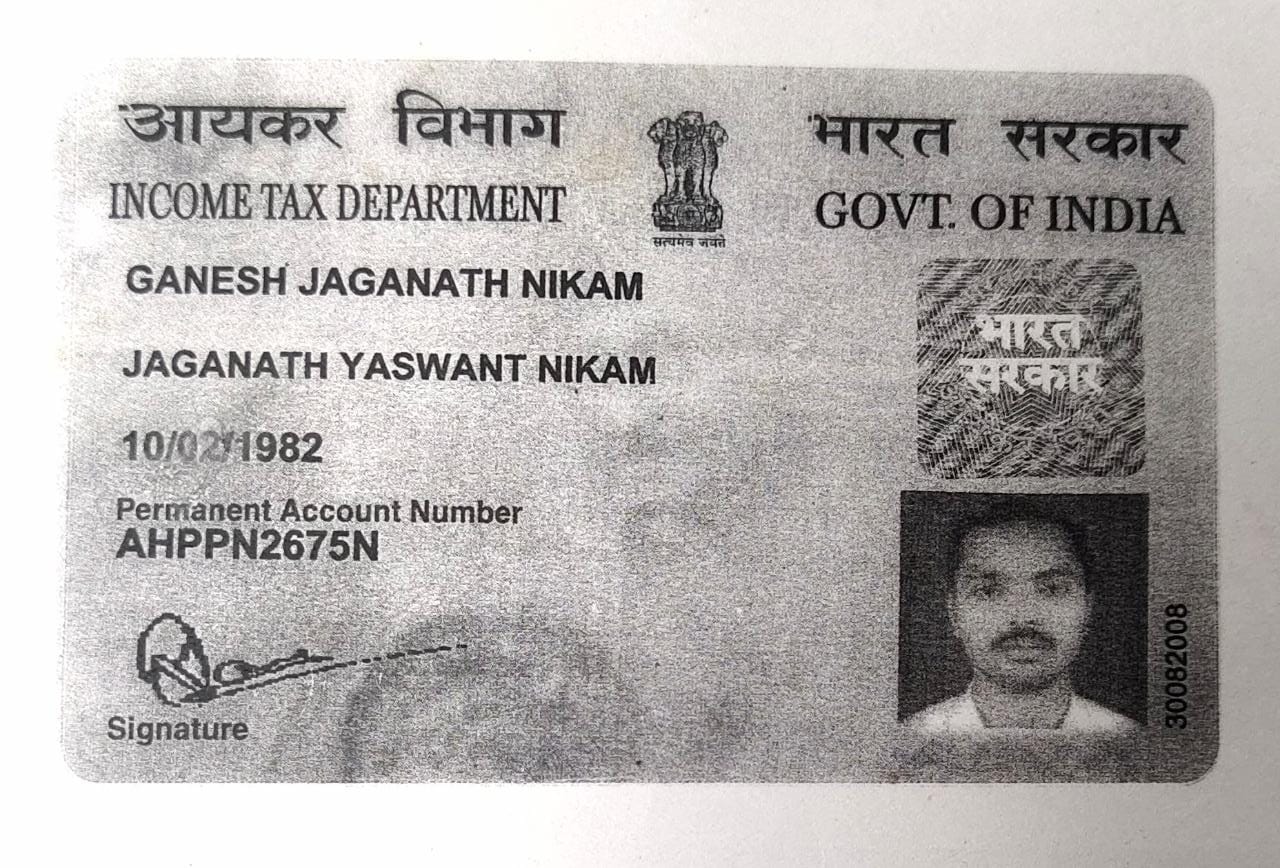 आयकर विभाग
भारत सरकार
INCOME TAX DEPARTMENT
GOVT. OF INDIA
सत्यमेव जयते
GANESH JAGANATH NIKAM
भारत
सरकार
JAGANATH YASWANT NIKAM
10/02/1982
Permanent Account Number
AHPPN2675N
30082008
Signature